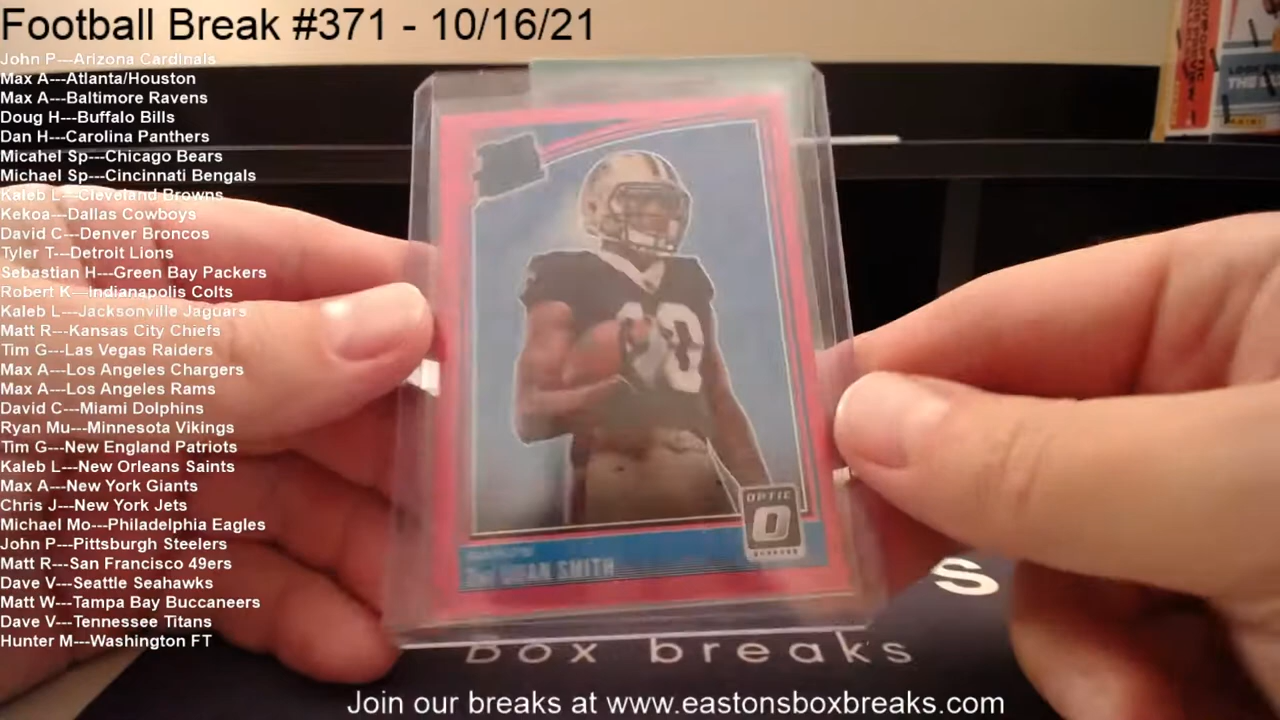 Football Break #371 - 10/16/21
John P---Arizona Cardinals
Max A---Atlanta/Houston
Max A---Baltimore Ravens
Doug H---Buffalo Bills
Dan H---Carolina Panthers
Micahel Sp---Chicago Bears
Michael Sp---Cincinnati Bengals
Kaleb L---Cleveland Browns
Kekoa---Dallas Cowboys
David C---Denver Broncos
Tyler T---Detroit Lions
Sebastian H---Green Bay Packers
Robert K---Indianapolis Colts
Kaleb L---Jacksonville Jaguars
Matt R---Kansas City Chiefs
Tim G---Las Vegas Raiders
Max A---Los Angeles Chargers
Max A---Los Angeles Rams
David C---Miami Dolphins
Ryan Mu---Minnesota Vikings
Tim G---New England Patriots
Kaleb L---New Orleans Saints
Max A---New York Giants
Chris J---New York Jets
Michael Mo---Philadelphia Eagles
John P---Pittsburgh Steelers
Matt R---San Francisco 49ers
Dave V---Seattle Seahawks
Matt W---Tampa Bay Buccaneers
Dave V---Tennessee Titans
Hunter M---Washington FT
OPTIC
SMITH
S
Box breaks
Join our breaks at www.eastonsboxbreaks.com